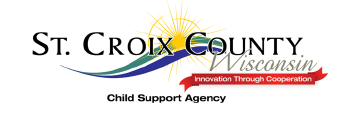 ST. CROIX COUNTY
Wisconsin
Innovation Through Cooperation
Child Support Agency